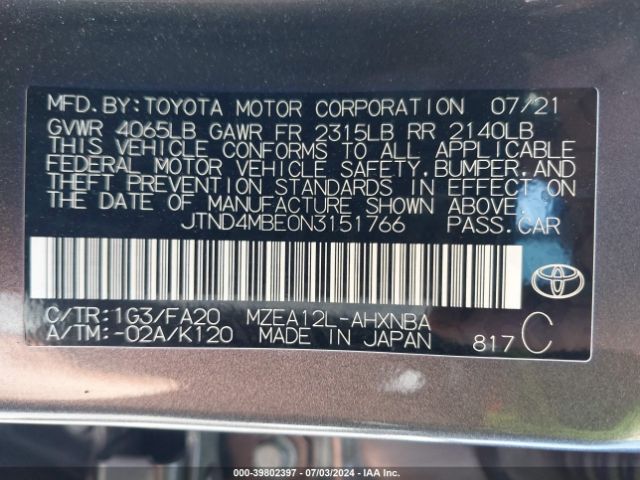 MFD.BY:TOYOTA MOTOR CORPORATION 07/21
GVWR 4065LB GAWR FR 2315LB RR 2140LB
THIS VEHICLE CONFORMS TO ALL APPLICABLE
FEDERAL MOTOR VEHICLE SAFETY,BUMPER,AND
THEFT PREVENTION STANDARDS IN EFFECT ON
THE DATE OF MANUFACTURE SHOWN ABOVE.
JTND4MBE0N3151766 PASS.CAR
C/TR:1G3/FA20 MZEA12L-AHXNBA
A/TM:-02A/K120 MADE IN JAPAN 817 C
TOYOTA
000-39802397 - 07/03/2024 - IAA Inc.